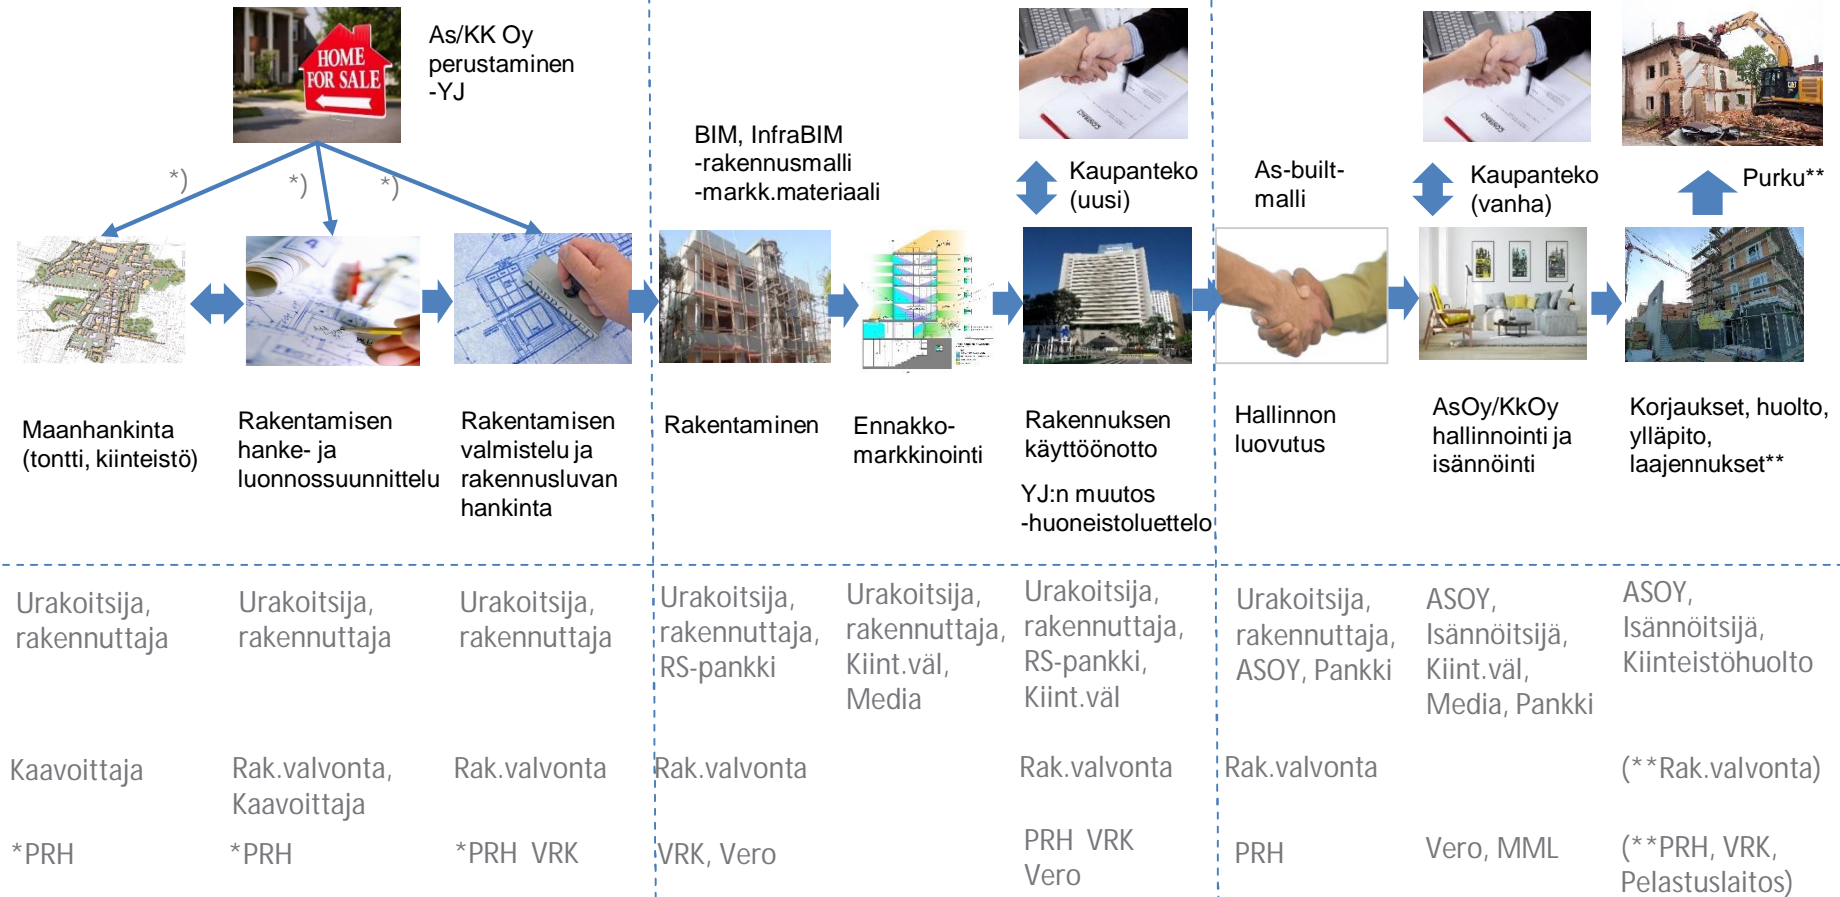 HOME
FOR SALE
As/KK Oy
perustaminen
-YJ
*)
*)
*)
BIM, InfraBIM
-rakennusmalli
-markk.materiaali
Kaupanteko
(uusi)
As-built-
malli
Kaupanteko
(vanha)
Purku**
Maanhankinta
(tontti, kiinteistö)
Rakentamisen
hanke- ja
luonnossuunnittelu
Rakentamisen
valmistelu ja
rakennusluvan
hankinta
Rakentaminen
Ennakko-
markkinointi
Rakennuksen
käyttöönotto
YJ:n muutos
-huoneistoluettelo
Hallinnon
luovutus
AsOy/KkOy
hallinnointi ja
isännöinti
Korjaukset, huolto,
ylläpito,
laajennukset**
Urakoitsija,
rakennuttaja
Urakoitsija,
rakennuttaja
Urakoitsija,
rakennuttaja
Urakoitsija,
rakennuttaja,
RS-pankki
Urakoitsija,
rakennuttaja,
Kiint.väl,
Media
Urakoitsija,
rakennuttaja,
RS-pankki,
Kiint.väl
Urakoitsija,
rakennuttaja,
ASOY, Pankki
ASOY,
Isännöitsijä,
Kiint.väl,
Media, Pankki
ASOY,
Isännöitsijä,
Kiinteistöhuolto
Kaavoittaja
Rak.valvonta,
Kaavoittaja
Rak.valvonta
Rak.valvonta
Rak.valvonta
Rak.valvonta
(**Rak.valvonta)
*PRH
*PRH
*PRH VRK
VRK, Vero
PRH VRK
Vero
PRH
Vero, MML
(**PRH, VRK,
Pelastuslaitos)